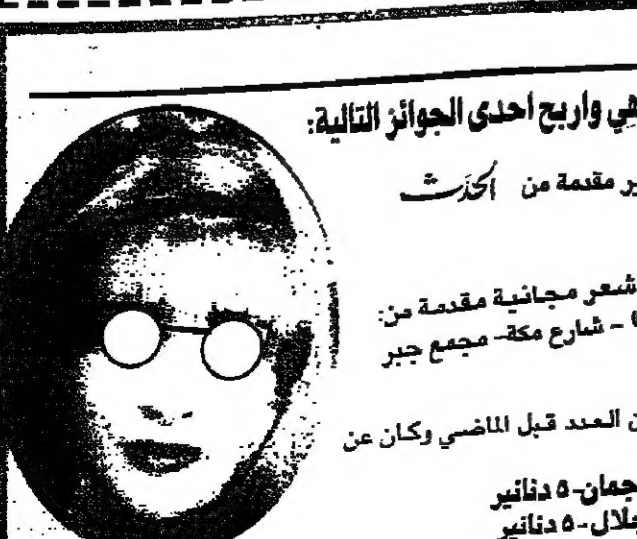 هي واربح احدى الجوائز التالية:
ير مقدمة من الحدث
شعر مجانية مقدمة من:
– شارع مكة- مجمع جبر
ن العدد قبل الماضي وكان عن
جمان-٥ دنانير
جلال-٥ دنانير